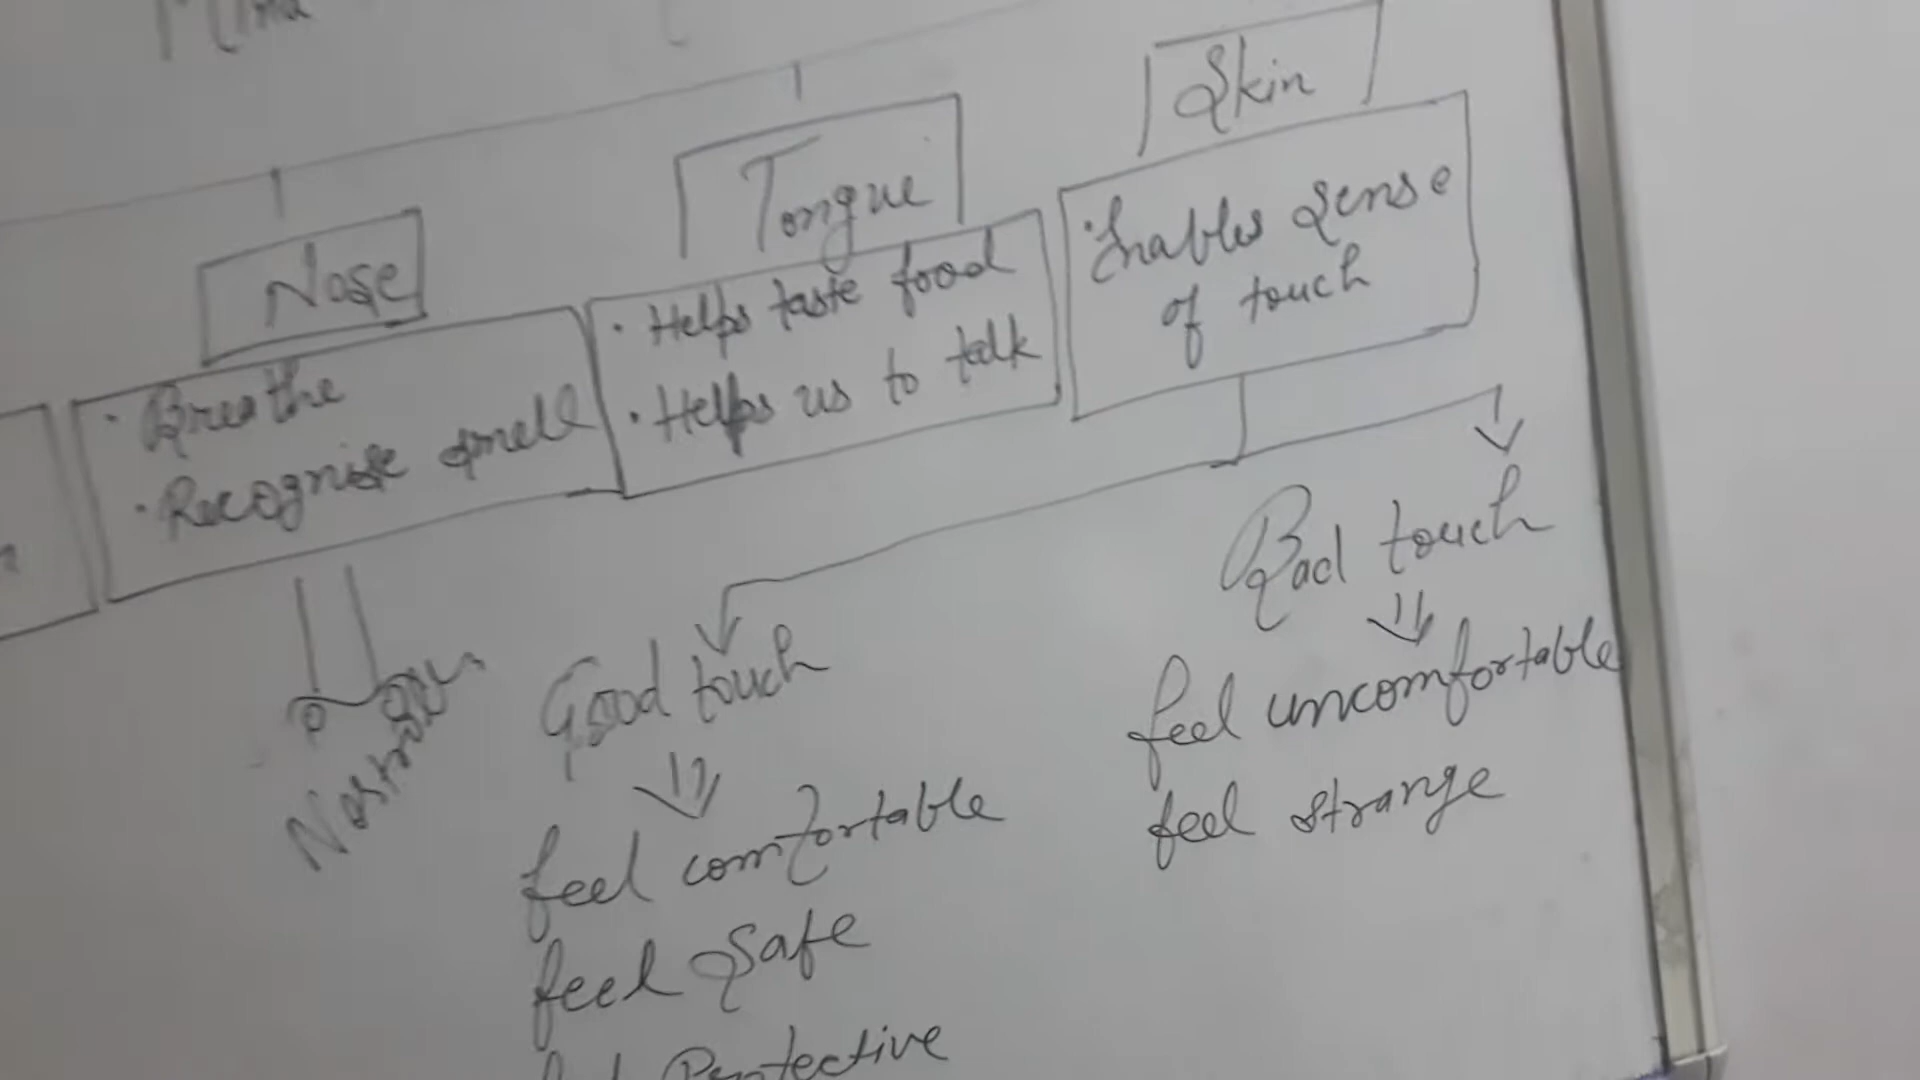 Skin
Tongue
Nose
· Enables sense
of touch
· Helps taste food
· Helps us to talk
· Breathe
· Recognise smell
Bad touch
feel uncomfortable
feel strange
Good touch
feel comfortable
feel safe
Protective